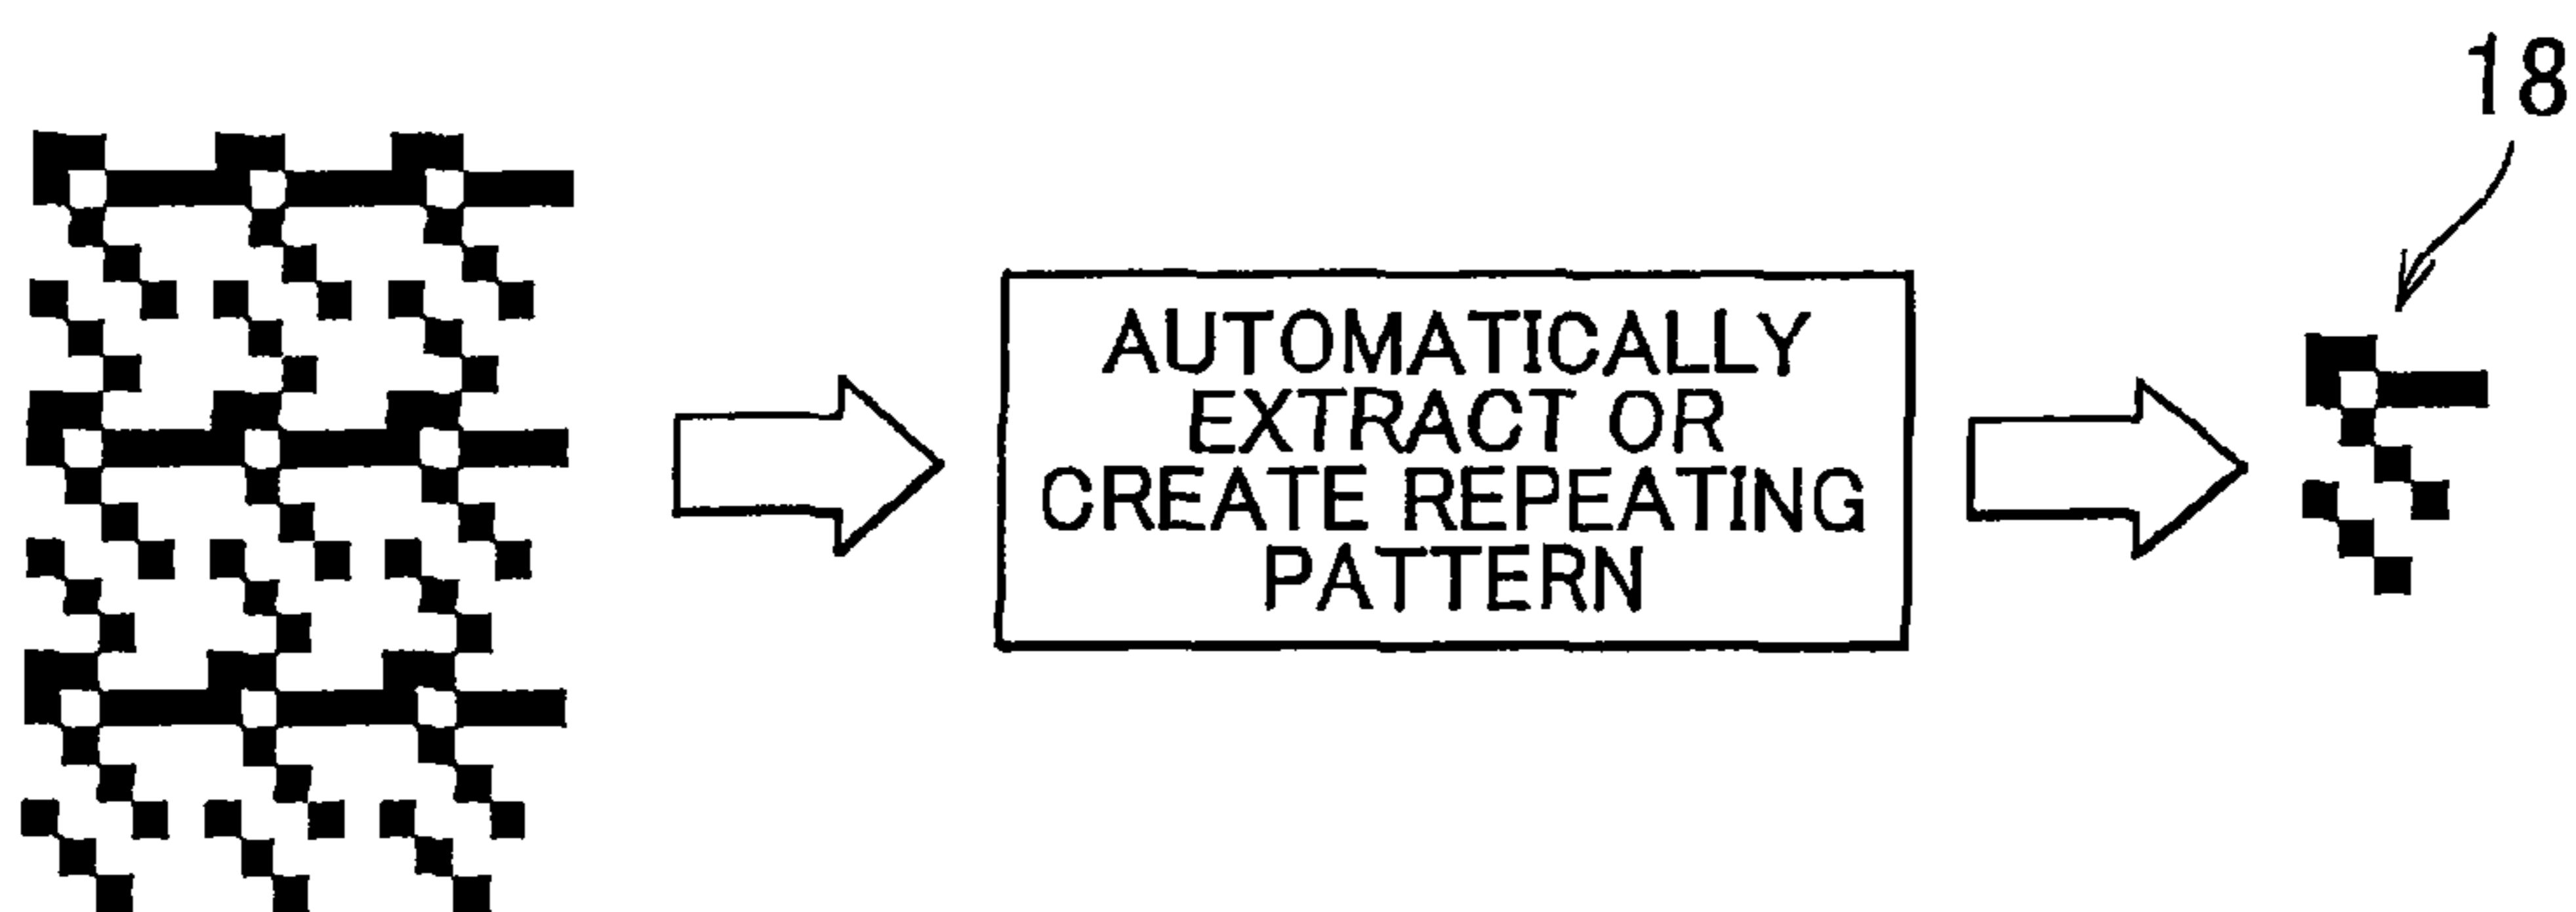 18
AUTOMATICALLY
EXTRACT OR
CREATE REPEATING
PATTERN